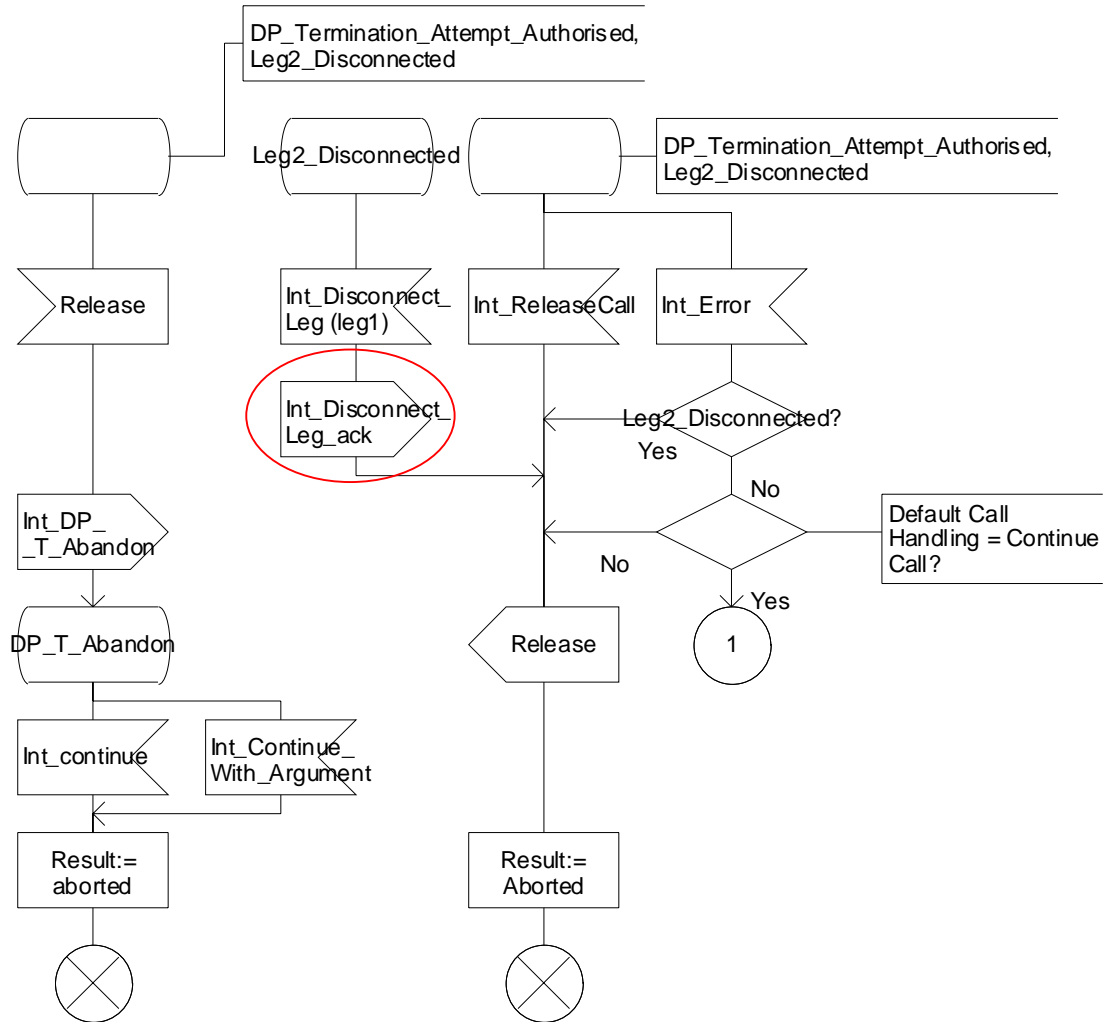 DP_Termination_Attempt_Authorised,
Leg2_Disconnected
Leg2_Disconnected
DP_Termination_Attempt_Authorised,
Leg2_Disconnected
Release
Int_Disconnect_
Leg (leg1)
Int_ReleaseCall
Int_Error
Int_Disconnect_
Leg_ack
Leg2_Disconnected?
Yes
No
Int_DP_
_T_Abandon
Default Call
Handling = Continue
Call?
No
Yes
DP_T_Abandon
Release
1
Int_continue
Int_Continue_
With_Argument
Result:=
aborted
Result:=
Aborted